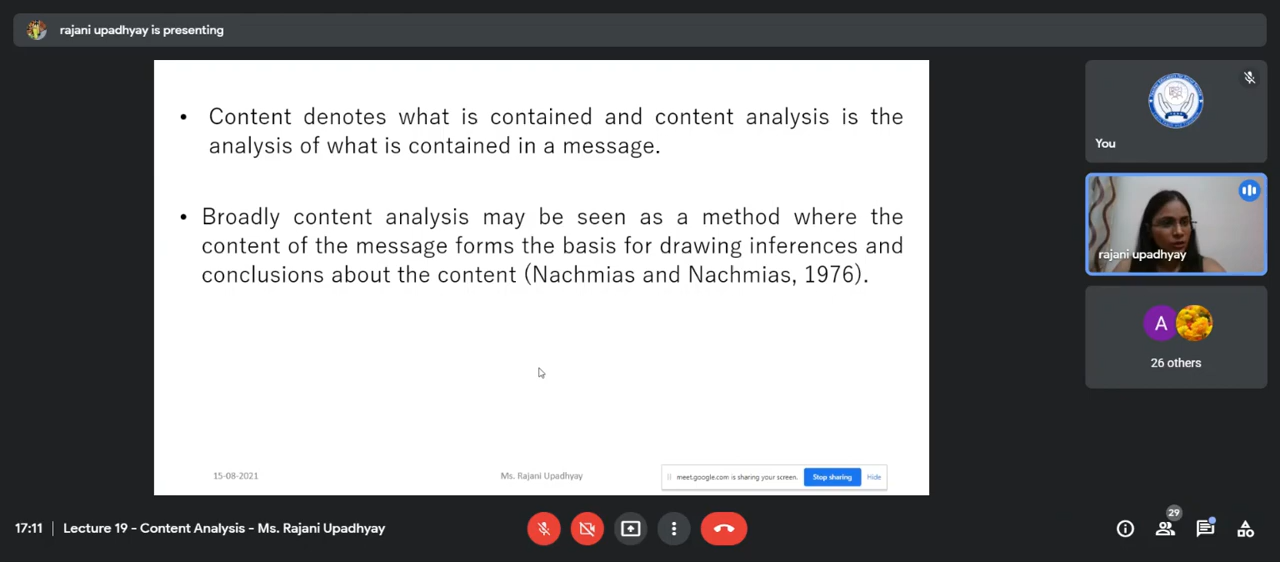 rajani upadhyay is presenting
• Content denotes what is contained and content analysis is the
analysis of what is contained in a message.
• Broadly content analysis may be seen as a method where the
content of the message forms the basis for drawing inferences and
conclusions about the content (Nachmias and Nachmias, 1976).
15-08-2021
Ms. Rajani Upadhyay
meet.google.com is sharing your screen.
Stop sharing
Hide
You
rajani upadhyay
A
26 others
17:11 | Lecture 19 - Content Analysis - Ms. Rajani Upadhyay
29